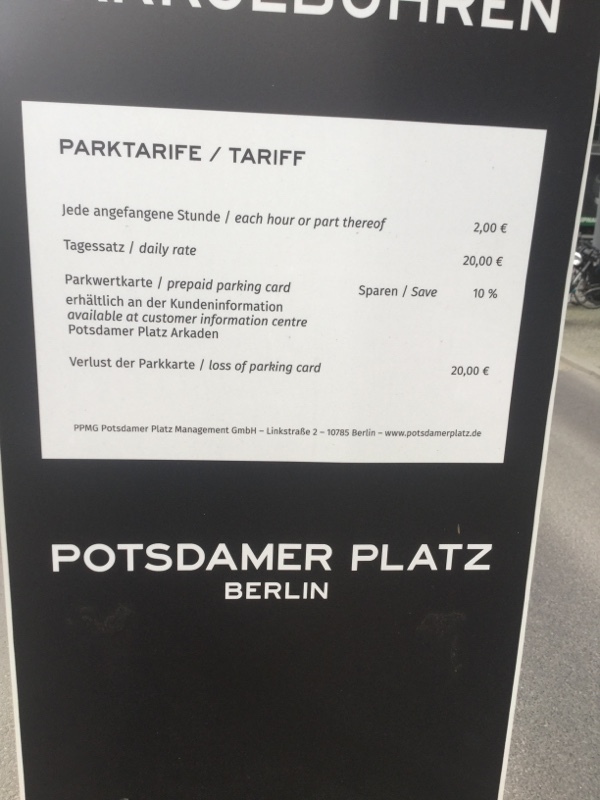 PARKTARIFE / TARIFF
Jede angefangene Stunde / each hour or part thereof 2,00 €
Tagessatz / daily rate 20,00 €
Parkwertkarte / prepaid parking card Sparen / Save 10 %
erhältlich an der Kundeninformation
available at customer information centre
Potsdamer Platz Arkaden
Verlust der Parkkarte / loss of parking card 20,00 €
PPMG Potsdamer Platz Management GmbH – Linkstraße 2 – 10785 Berlin – www.potsdamerplatz.de
POTSDAMER PLATZ
BERLIN